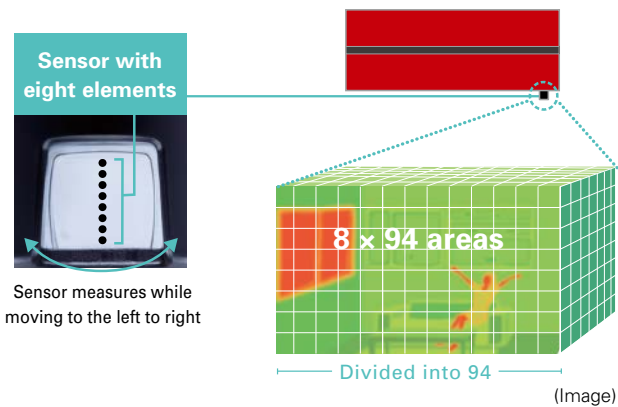 Sensor with
eight elements
Sensor measures while
moving to the left to right
8 × 94 areas
Divided into 94
(Image)